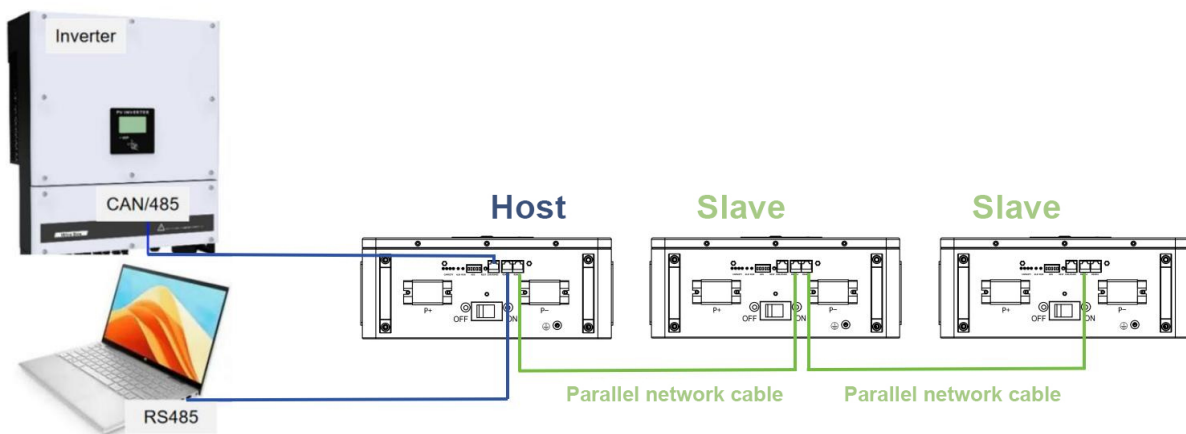 Inverter
CAN/485
RS485
Host
Slave
Slave
P+
OFF
ON
P-
P+
OFF
ON
P-
P+
OFF
ON
P-
Parallel network cable
Parallel network cable